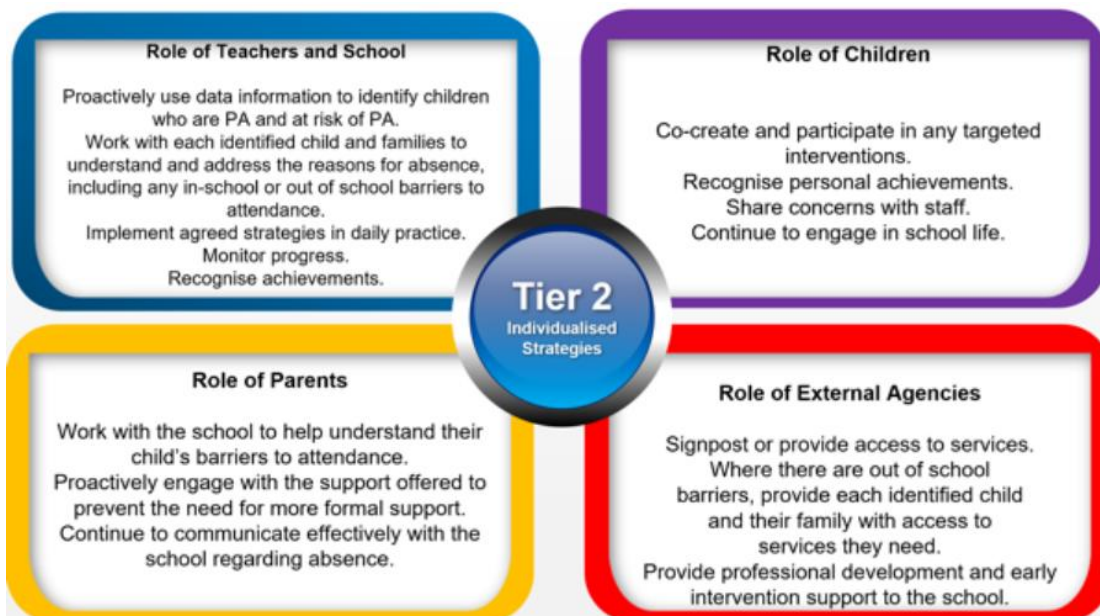 Role of Teachers and School
Proactively use data information to identify children
who are PA and at risk of PA.
Work with each identified child and families to
understand and address the reasons for absence,
including any in-school or out of school barriers to
attendance.
Implement agreed strategies in daily practice.
Monitor progress.
Recognise achievements.
Role of Children
Co-create and participate in any targeted
interventions.
Recognise personal achievements.
Share concerns with staff.
Continue to engage in school life.
Tier 2
Individualised
Strategies
Role of Parents
Work with the school to help understand their
child's barriers to attendance.
Proactively engage with the support offered to
prevent the need for more formal support.
Continue to communicate effectively with the
school regarding absence.
Role of External Agencies
Signpost or provide access to services.
Where there are out of school
barriers, provide each identified child
and their family with access to
services they need.
Provide professional development and early
intervention support to the school.